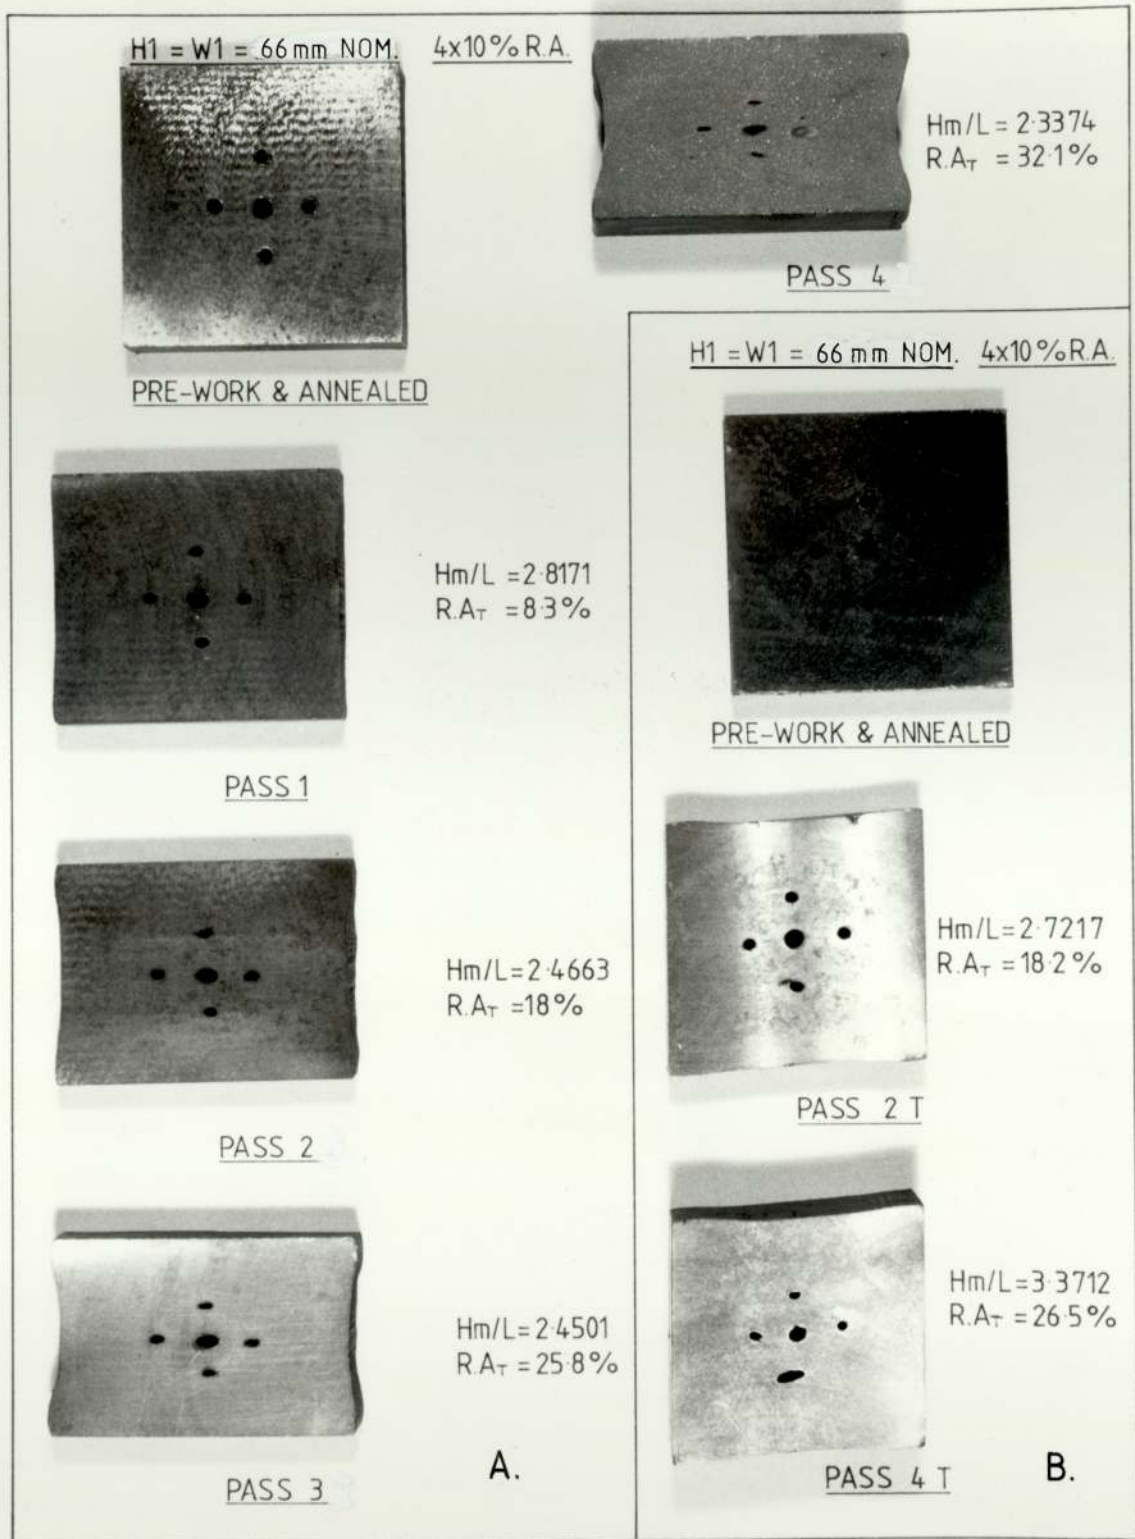 H1 = W1 = 66 mm NOM. 4x10% R.A.
PRE-WORK & ANNEALED
Hm/L = 2·3374
R.A_T = 32·1%
PASS 4
Hm/L = 2·8171
R.A_T = 8·3%
PASS 1
Hm/L = 2·4663
R.A_T = 18%
PASS 2
Hm/L = 2·4501
R.A_T = 25·8%
PASS 3
A.
H1 = W1 = 66 mm NOM. 4x10% R.A.
PRE-WORK & ANNEALED
Hm/L = 2·7217
R.A_T = 18·2%
PASS 2 T
Hm/L = 3·3712
R.A_T = 26·5%
PASS 4 T
B.